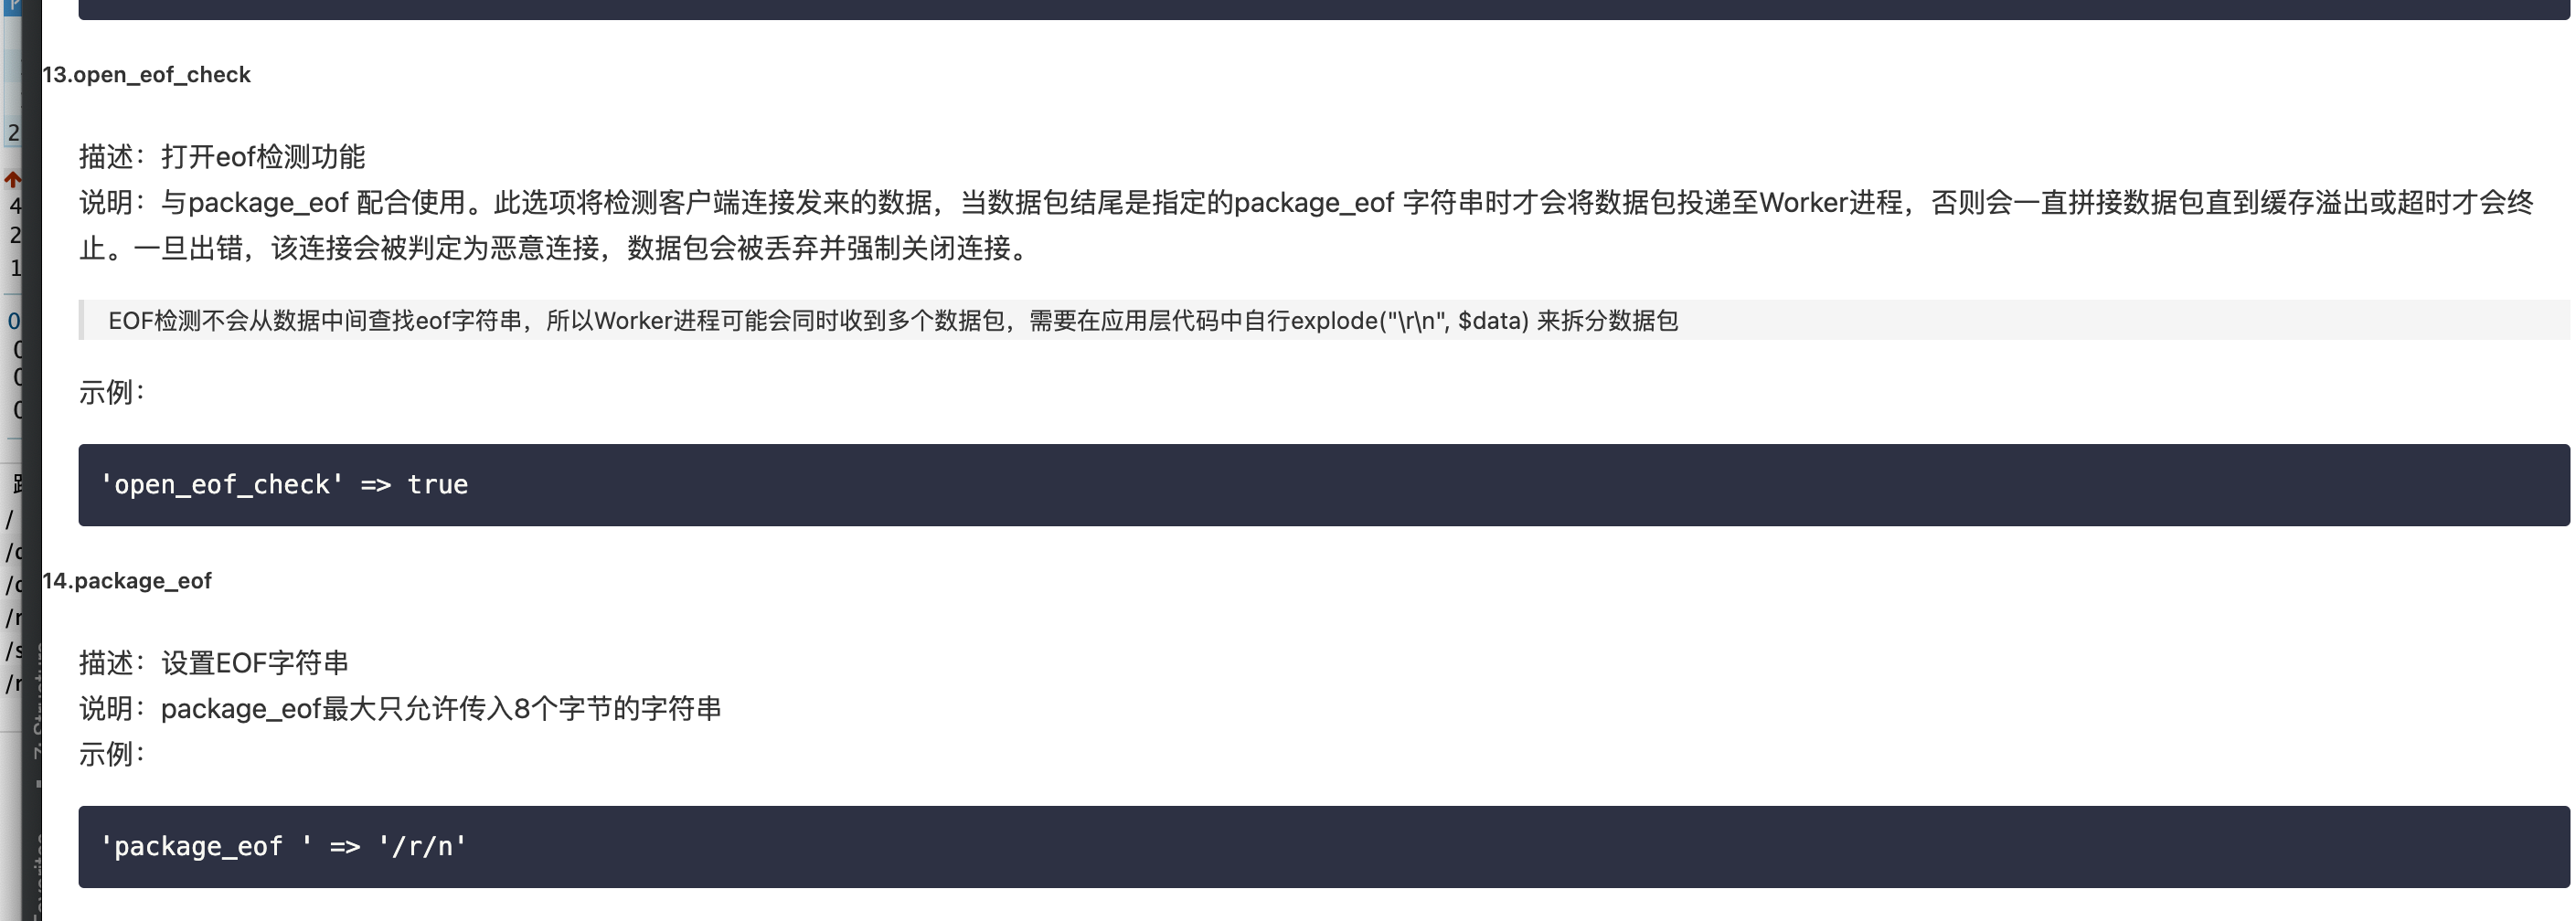 13.open_eof_check
描述：打开eof检测功能
说明：与package_eof 配合使用。此选项将检测客户端连接发来的数据，当数据包结尾是指定的package_eof 字符串时才会将数据包投递至Worker进程，否则会一直拼接数据包直到缓存溢出或超时才会终
止。一旦出错，该连接会被判定为恶意连接，数据包会被丢弃并强制关闭连接。
EOF检测不会从数据中间查找eof字符串，所以Worker进程可能会同时收到多个数据包，需要在应用层代码中自行explode("\r\n", $data) 来拆分数据包
示例：
'open_eof_check' => true
14.package_eof
描述：设置EOF字符串
说明：package_eof最大只允许传入8个字节的字符串
示例：
'package_eof ' => '/r/n'
2
4
2
1
0
/